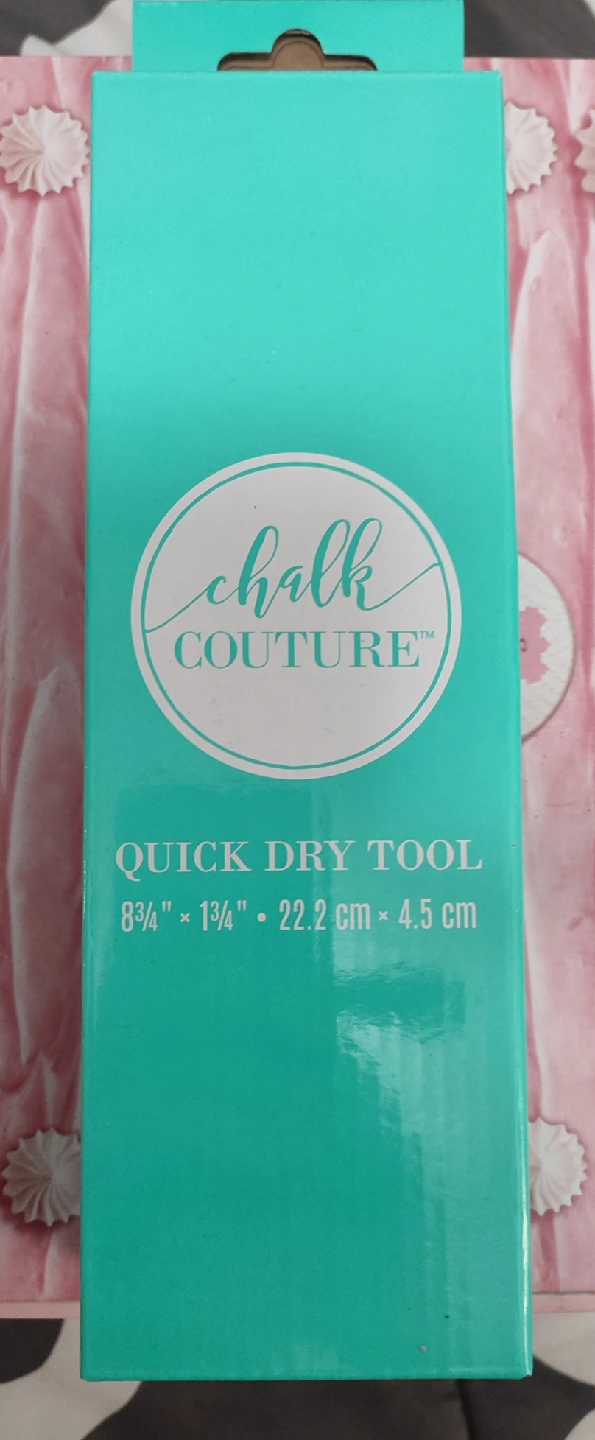 chalk
COUTURE™
QUICK DRY TOOL
8¾" × 1¾" • 22.2 cm × 4.5 cm